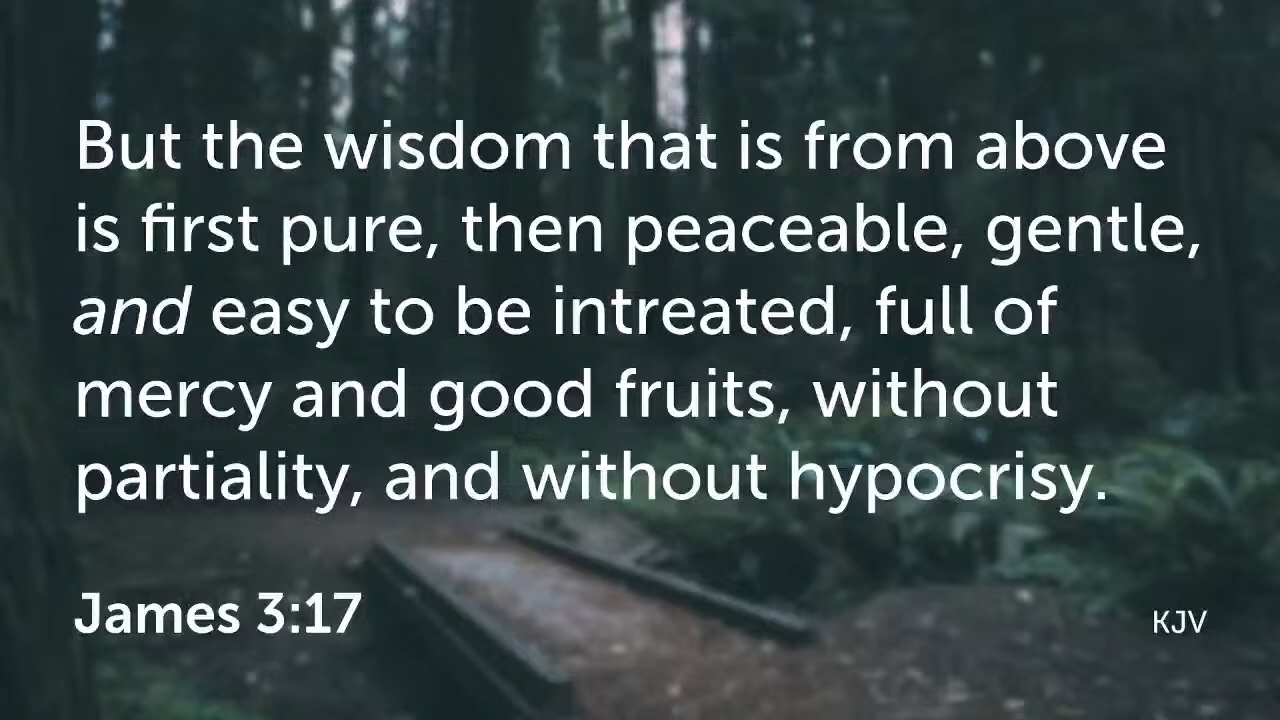 But the wisdom that is from above
is first pure, then peaceable, gentle,
and easy to be intreated, full of
mercy and good fruits, without
partiality, and without hypocrisy.
James 3:17
KJV